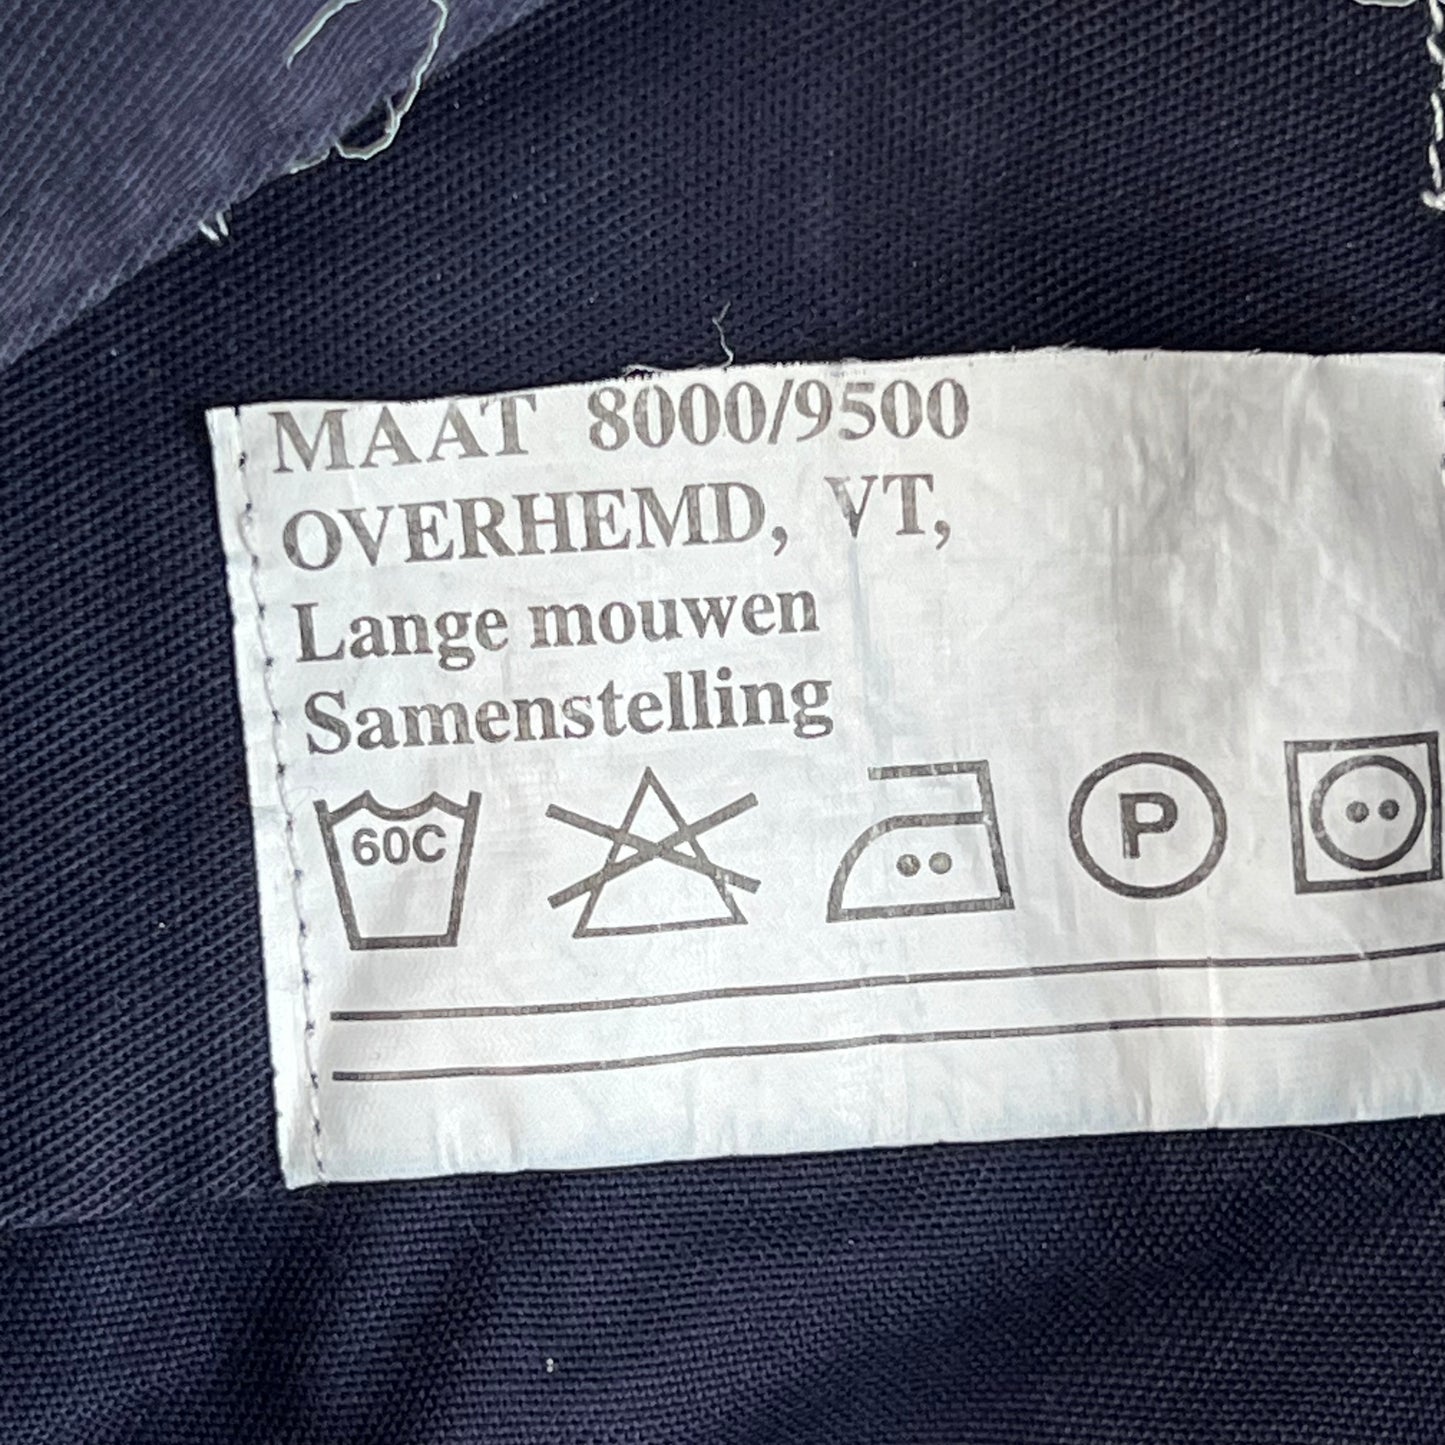 MAAT 8000/9500
OVERHEMD, VT,
Lange mouwen
Samenstelling
60C P